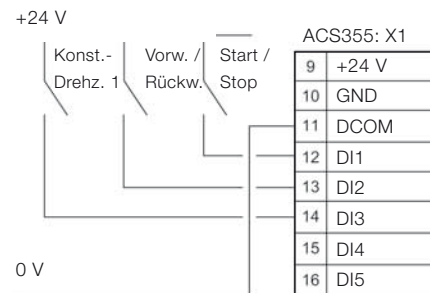 +24 V
Konst.-
Drehz. 1
Vorw. /
Rückw.
Start /
Stop
ACS355: X1
9 +24 V
10 GND
11 DCOM
12 DI1
13 DI2
14 DI3
15 DI4
16 DI5
0 V